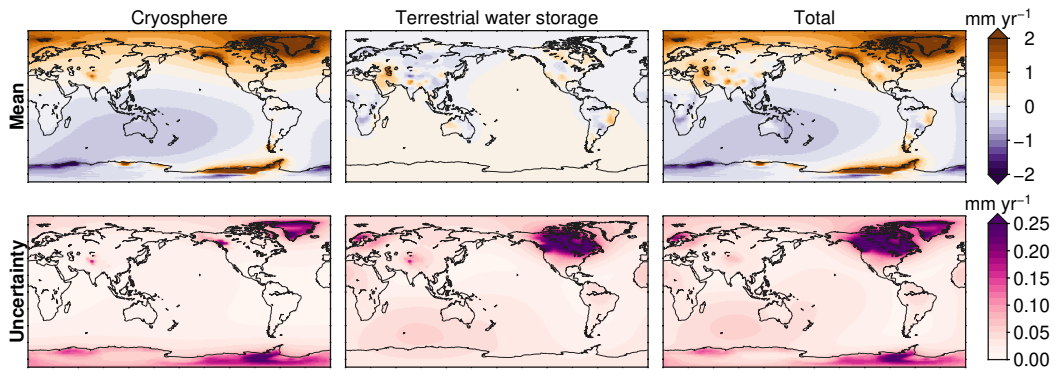 Cryosphere
Terrestrial water storage
Total
mm yr⁻¹
Mean
2
1
0
−1
−2
mm yr⁻¹
Uncertainty
0.25
0.20
0.15
0.10
0.05
0.00